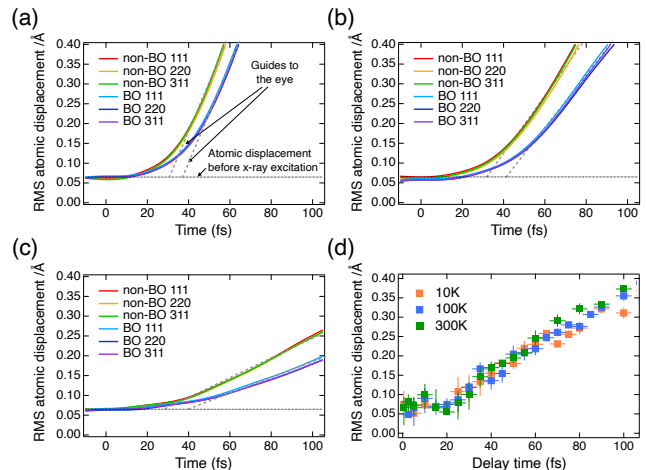 (a)
RMS atomic displacement /Å
0.40
0.35
0.30
0.25
0.20
0.15
0.10
0.05
0.00
non-BO 111
non-BO 220
non-BO 311
BO 111
BO 220
BO 311
Guides to
the eye
Atomic displacement
before x-ray excitation
0 20 40 60 80 100
Time (fs)
(b)
RMS atomic displacement /Å
0.40
0.35
0.30
0.25
0.20
0.15
0.10
0.05
0.00
non-BO 111
non-BO 220
non-BO 311
BO 111
BO 220
BO 311
0 20 40 60 80 100
Time (fs)
(c)
RMS atomic displacement /Å
0.40
0.35
0.30
0.25
0.20
0.15
0.10
0.05
0.00
non-BO 111
non-BO 220
non-BO 311
BO 111
BO 220
BO 311
0 20 40 60 80 100
Time (fs)
(d)
RMS atomic displacement /Å
0.40
0.35
0.30
0.25
0.20
0.15
0.10
0.05
0.00
10K
100K
300K
0 20 40 60 80 100
Delay time (fs)